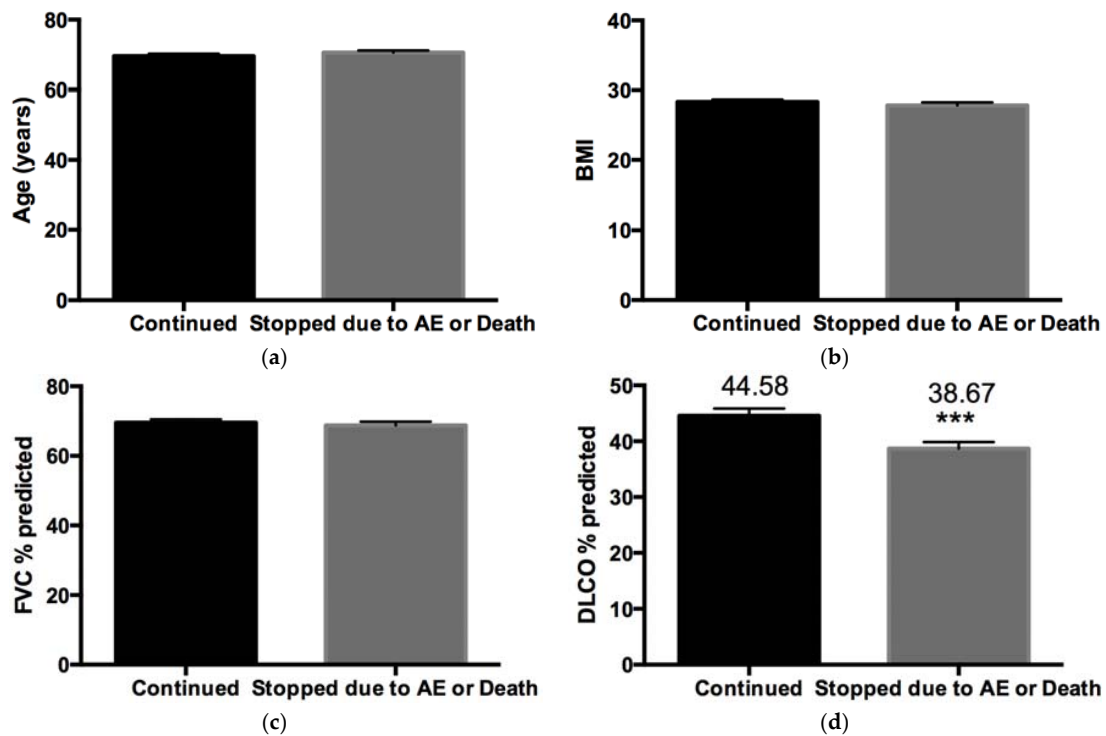 80
60
40
20
0
Age (years)
Continued
Stopped due to AE or Death
(a)
40
30
20
10
0
BMI
Continued
Stopped due to AE or Death
(b)
80
60
40
20
0
FVC % predicted
Continued
Stopped due to AE or Death
(c)
50
40
30
20
10
0
DLCO % predicted
44.58
38.67
***
Continued
Stopped due to AE or Death
(d)